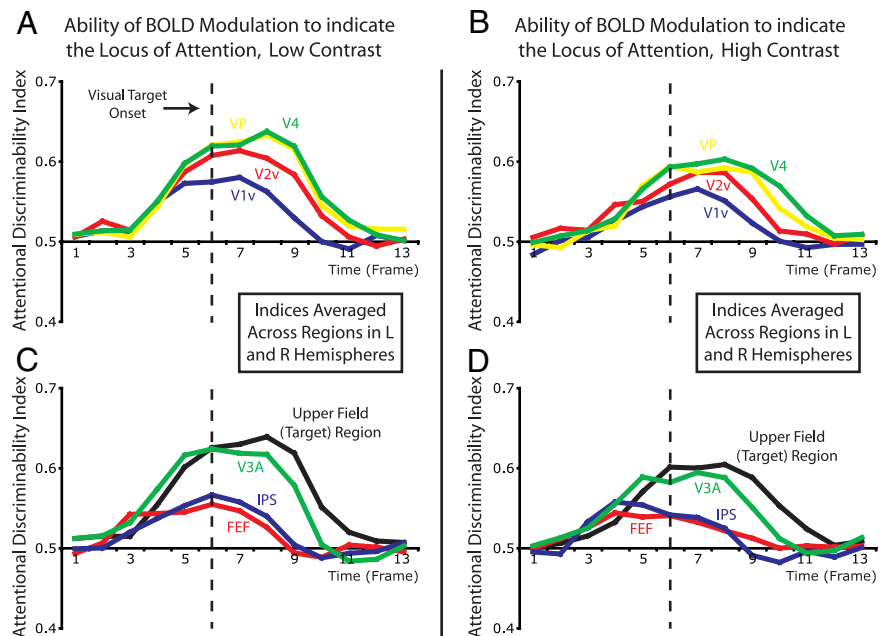 A
Ability of BOLD Modulation to indicate
the Locus of Attention, Low Contrast
Attentional Discriminability Index
0.7
0.6
0.5
0.4
Visual Target
Onset
VP
V4
V2v
V1v
1 3 5 7 9 11 13
Time (Frame)
B
Ability of BOLD Modulation to indicate
the Locus of Attention, High Contrast
Attentional Discriminability Index
0.7
0.6
0.5
0.4
VP
V4
V2v
V1v
1 3 5 7 9 11 13
Time (Frame)
Indices Averaged
Across Regions in L
and R Hemispheres
Indices Averaged
Across Regions in L
and R Hemispheres
C
Attentional Discriminability Index
0.7
0.6
0.5
0.4
Upper Field
(Target) Region
V3A
IPS
FEF
1 3 5 7 9 11 13
Time (Frame)
D
Attentional Discriminability Index
0.7
0.6
0.5
0.4
Upper Field
(Target) Region
V3A
IPS
FEF
1 3 5 7 9 11 13
Time (Frame)